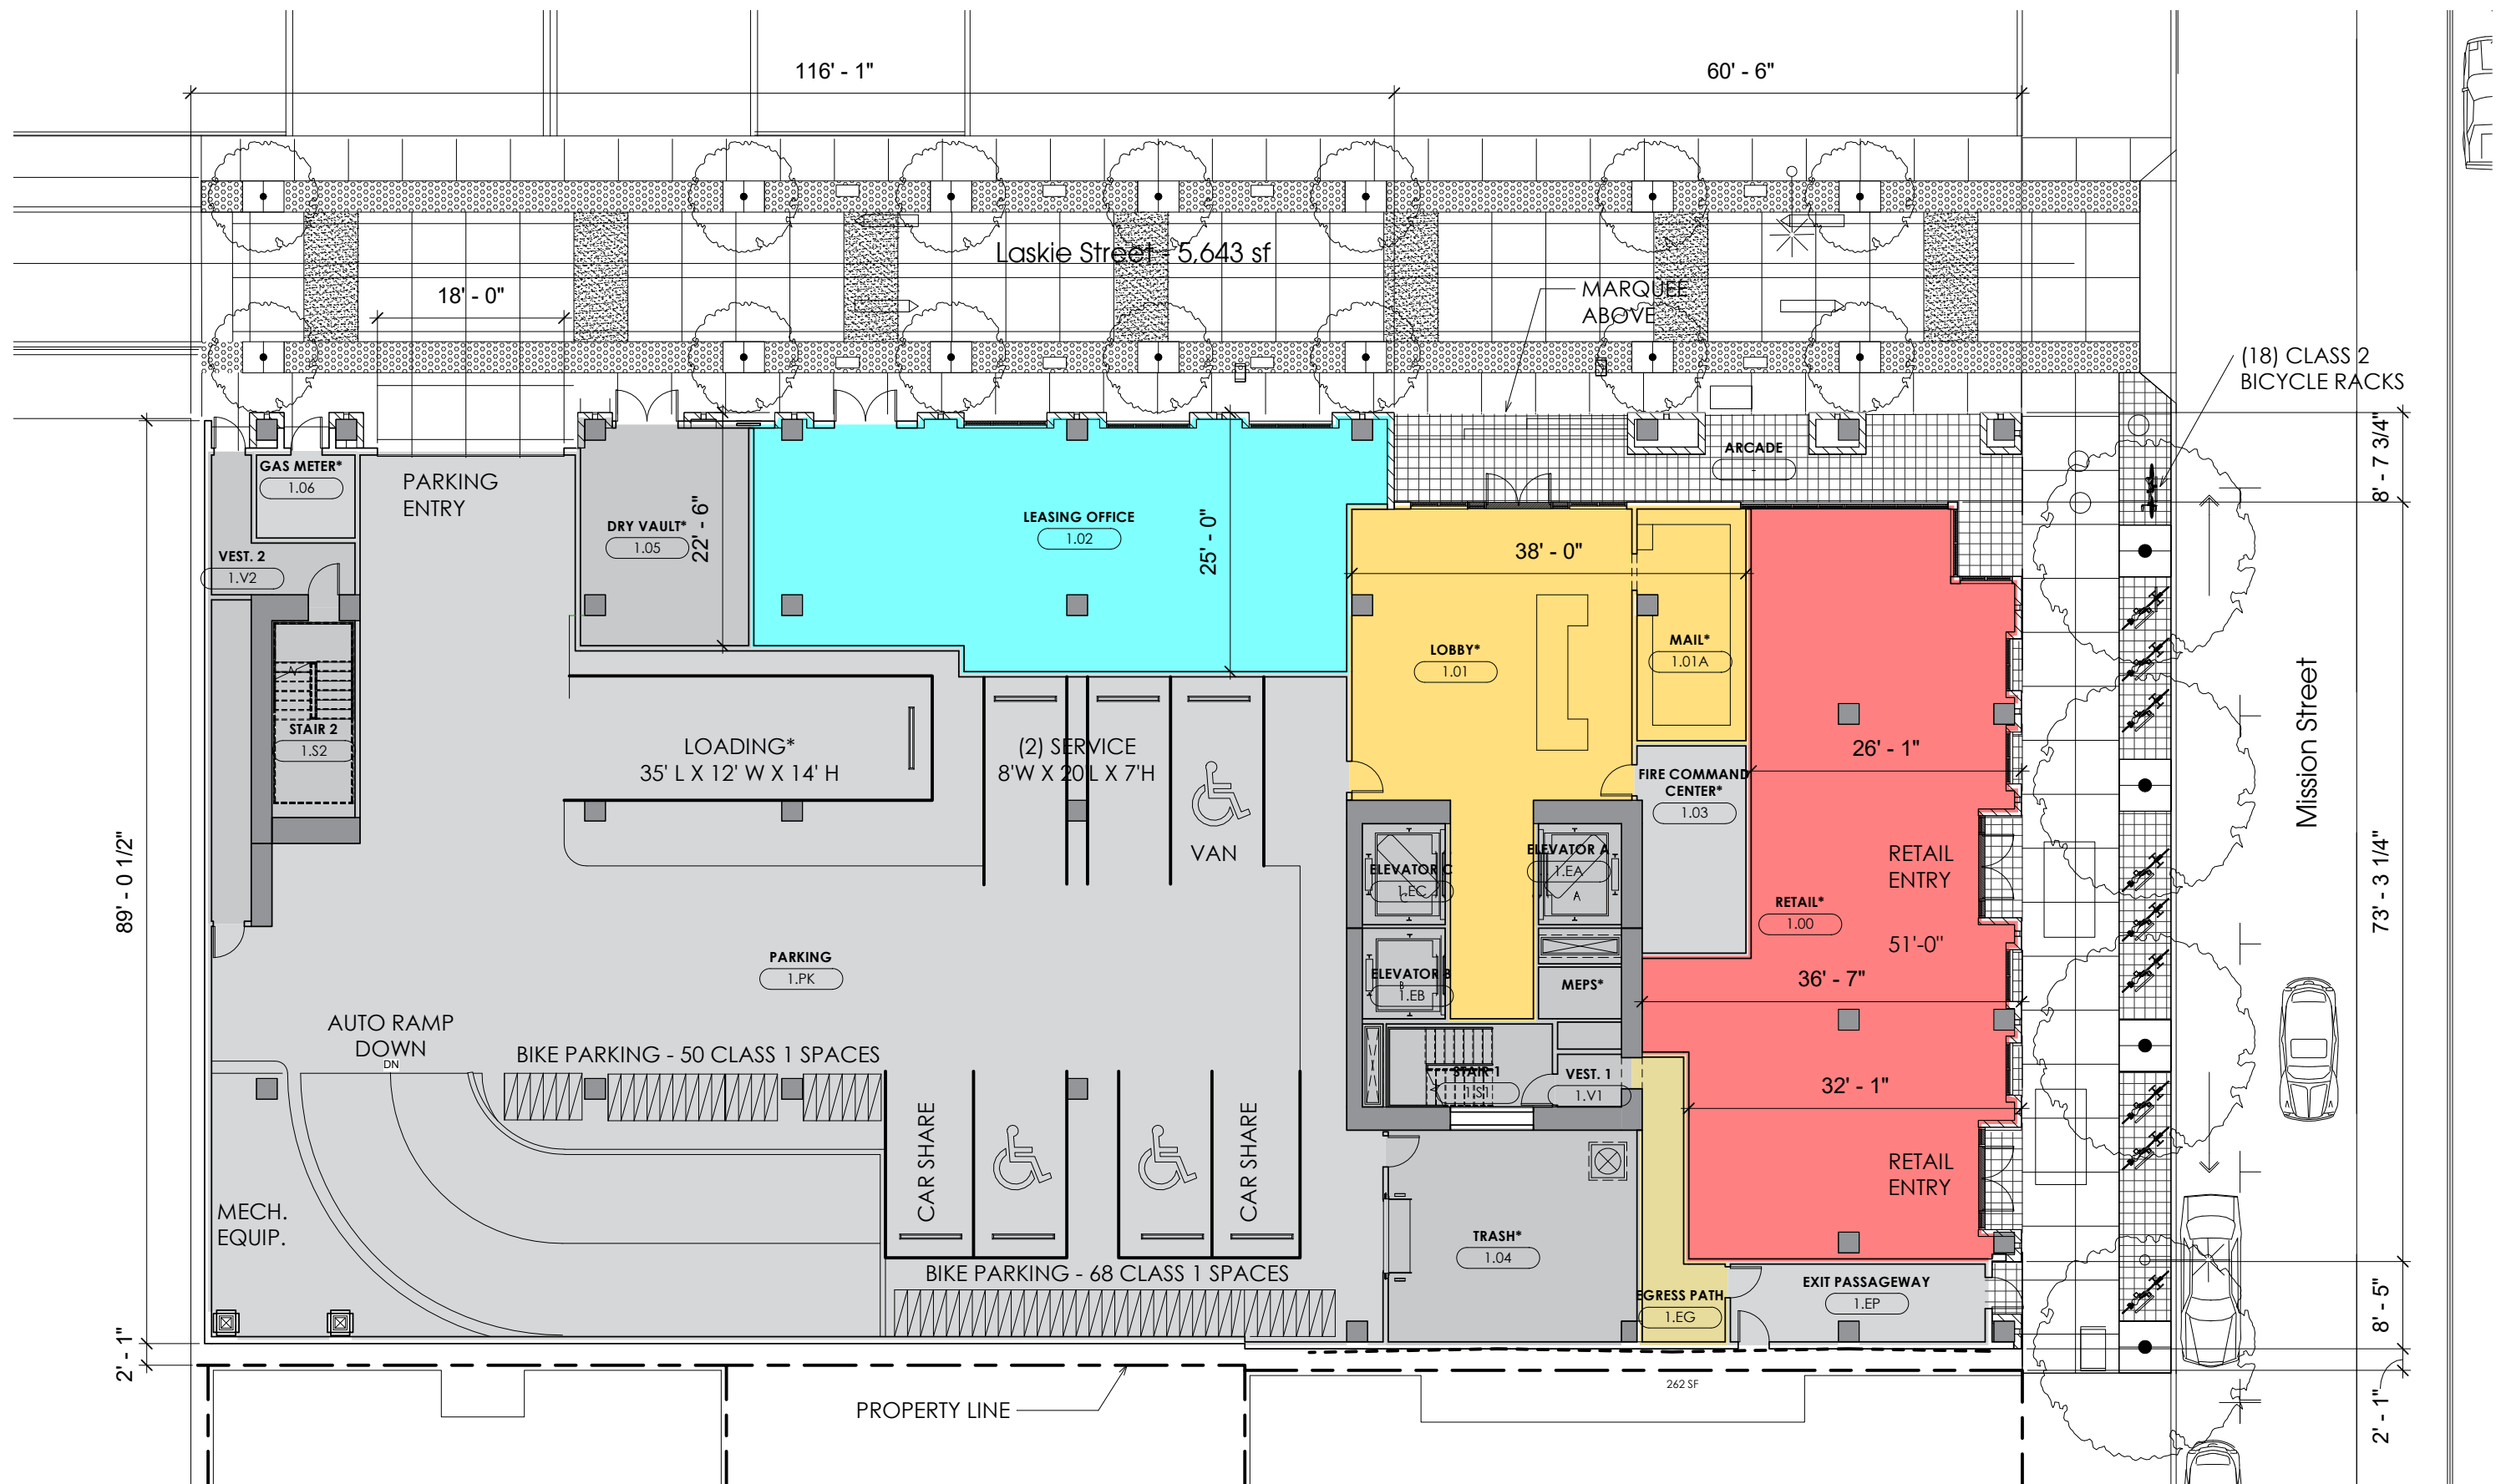 116' - 1"
60' - 6"
Laskie Street - 5,643 sf
18' - 0"
MARQUEE
ABOVE
(18) CLASS 2
BICYCLE RACKS
8' - 7 3/4"
ARCADE
-
GAS METER*
1.06
PARKING
ENTRY
DRY VAULT*
1.05
22' - 6"
LEASING OFFICE
1.02
25' - 0"
38' - 0"
VEST. 2
1.V2
LOBBY*
1.01
MAIL*
1.01A
STAIR 2
1.S2
LOADING*
35' L X 12' W X 14' H
(2) SERVICE
8'W X 20'L X 7'H
VAN
26' - 1"
FIRE COMMAND
CENTER*
1.03
Mission Street
89' - 0 1/2"
73' - 3 1/4"
ELEVATOR C
1.EC
C
ELEVATOR A
1.EA
A
RETAIL
ENTRY
RETAIL*
1.00
51'-0"
PARKING
1.PK
ELEVATOR B
B
1.EB
MEPS*
36' - 7"
AUTO RAMP
DOWN
DN
BIKE PARKING - 50 CLASS 1 SPACES
STAIR 1
1.S1
VEST. 1
1.V1
32' - 1"
CAR SHARE
CAR SHARE
RETAIL
ENTRY
MECH.
EQUIP.
TRASH*
1.04
BIKE PARKING - 68 CLASS 1 SPACES
EGRESS PATH
1.EG
EXIT PASSAGEWAY
1.EP
8' - 5"
2' - 1"
2' - 1"
262 SF
PROPERTY LINE